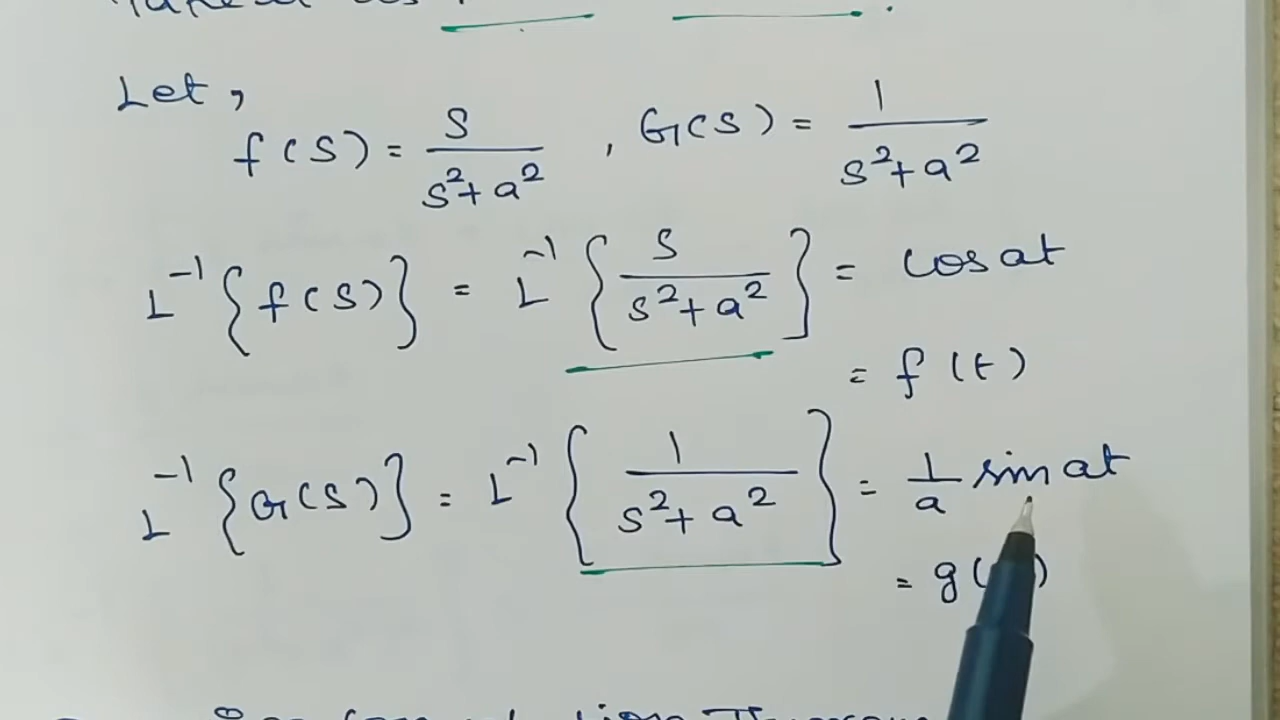 Let,
f(S) = S / S²+a² , G(S) = 1 / S²+a²
L⁻¹{f(S)} = L⁻¹{S / S²+a²} = cos at
= f(t)
L⁻¹{G(S)} = L⁻¹{1 / S²+a²} = 1/a sin at
= g( )